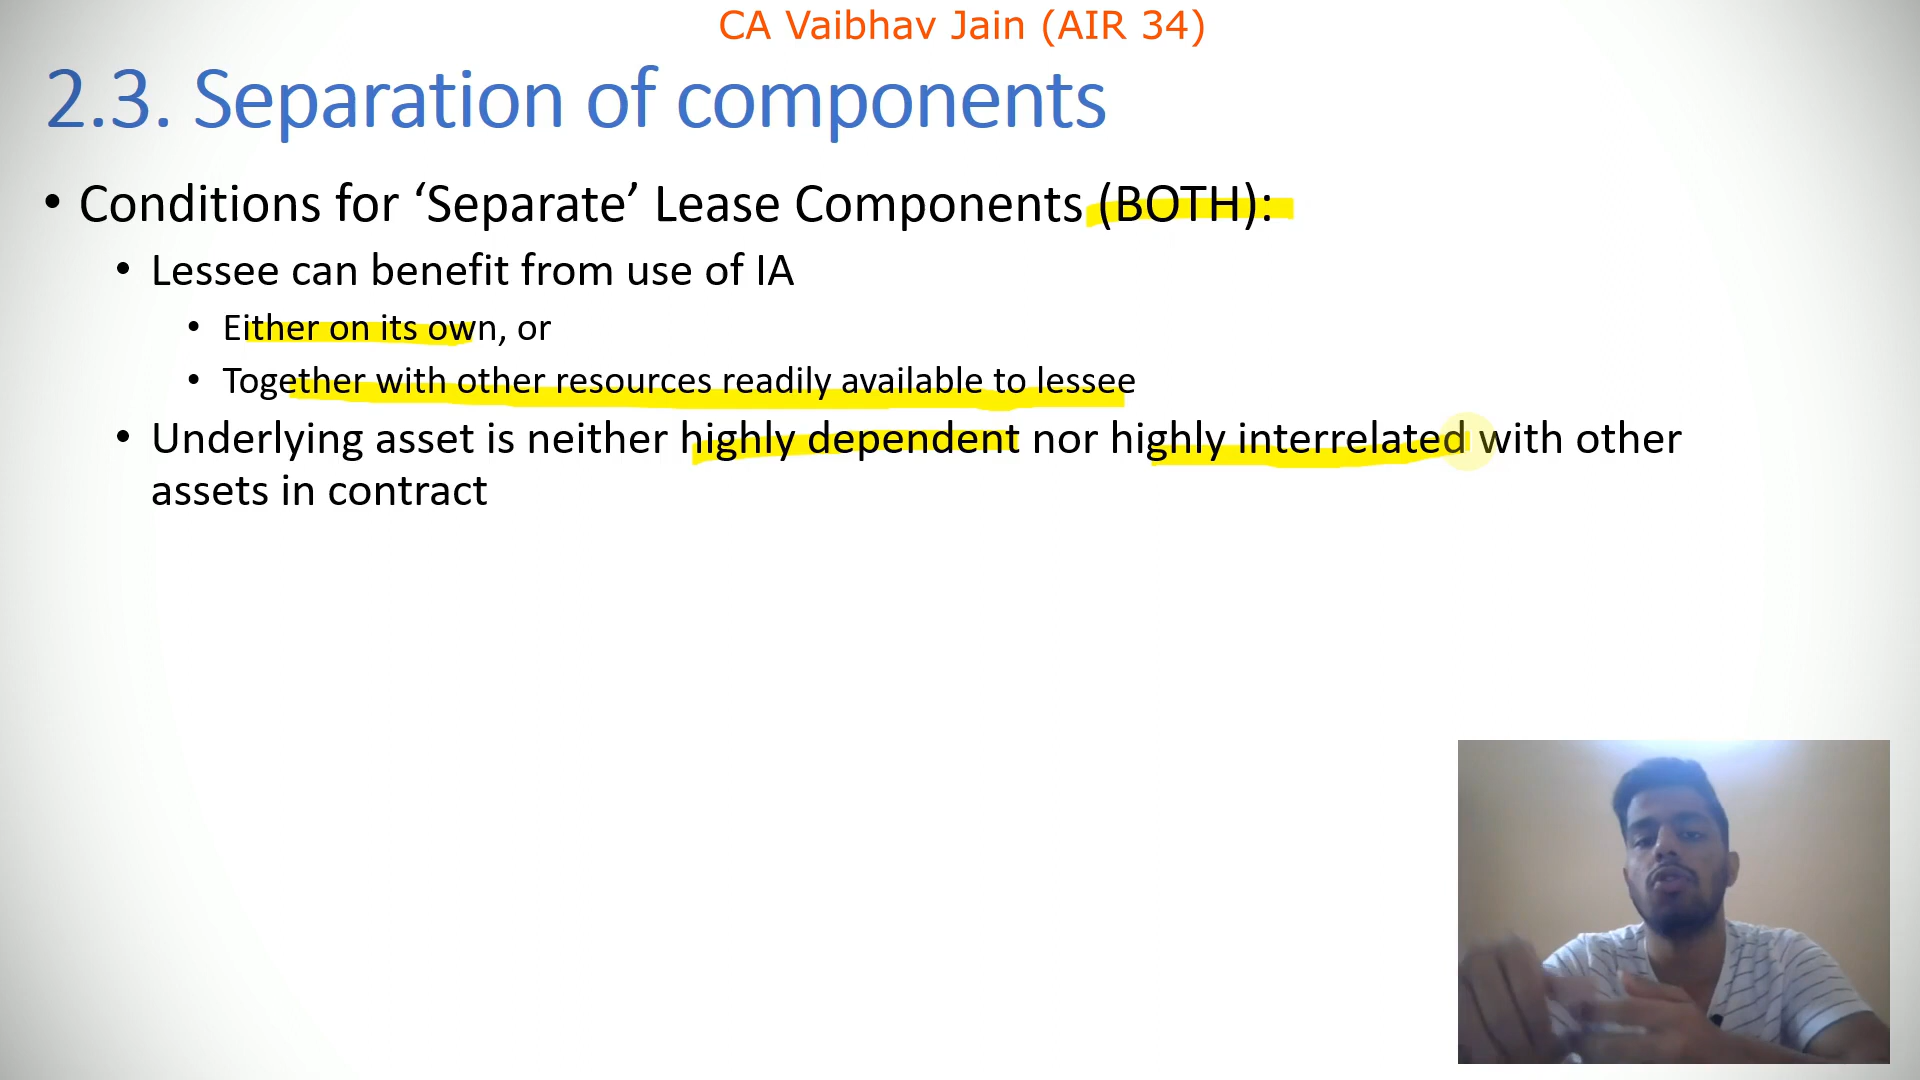 CA Vaibhav Jain (AIR 34)
2.3. Separation of components
• Conditions for ‘Separate’ Lease Components (BOTH):
• Lessee can benefit from use of IA
• Either on its own, or
• Together with other resources readily available to lessee
• Underlying asset is neither highly dependent nor highly interrelated with other
assets in contract